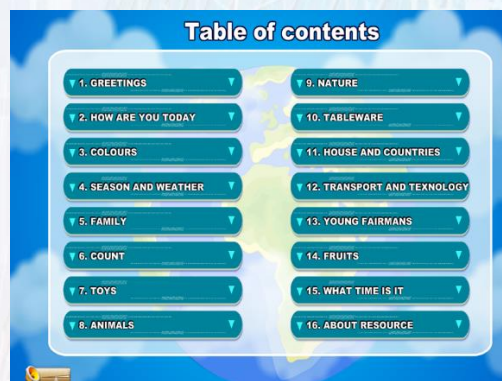 Table of contents
1. GREETINGS
2. HOW ARE YOU TODAY
3. COLOURS
4. SEASON AND WEATHER
5. FAMILY
6. COUNT
7. TOYS
8. ANIMALS
9. NATURE
10. TABLEWARE
11. HOUSE AND COUNTRIES
12. TRANSPORT AND TEXNOLOGY
13. YOUNG FAIRMANS
14. FRUITS
15. WHAT TIME IS IT
16. ABOUT RESOURCE